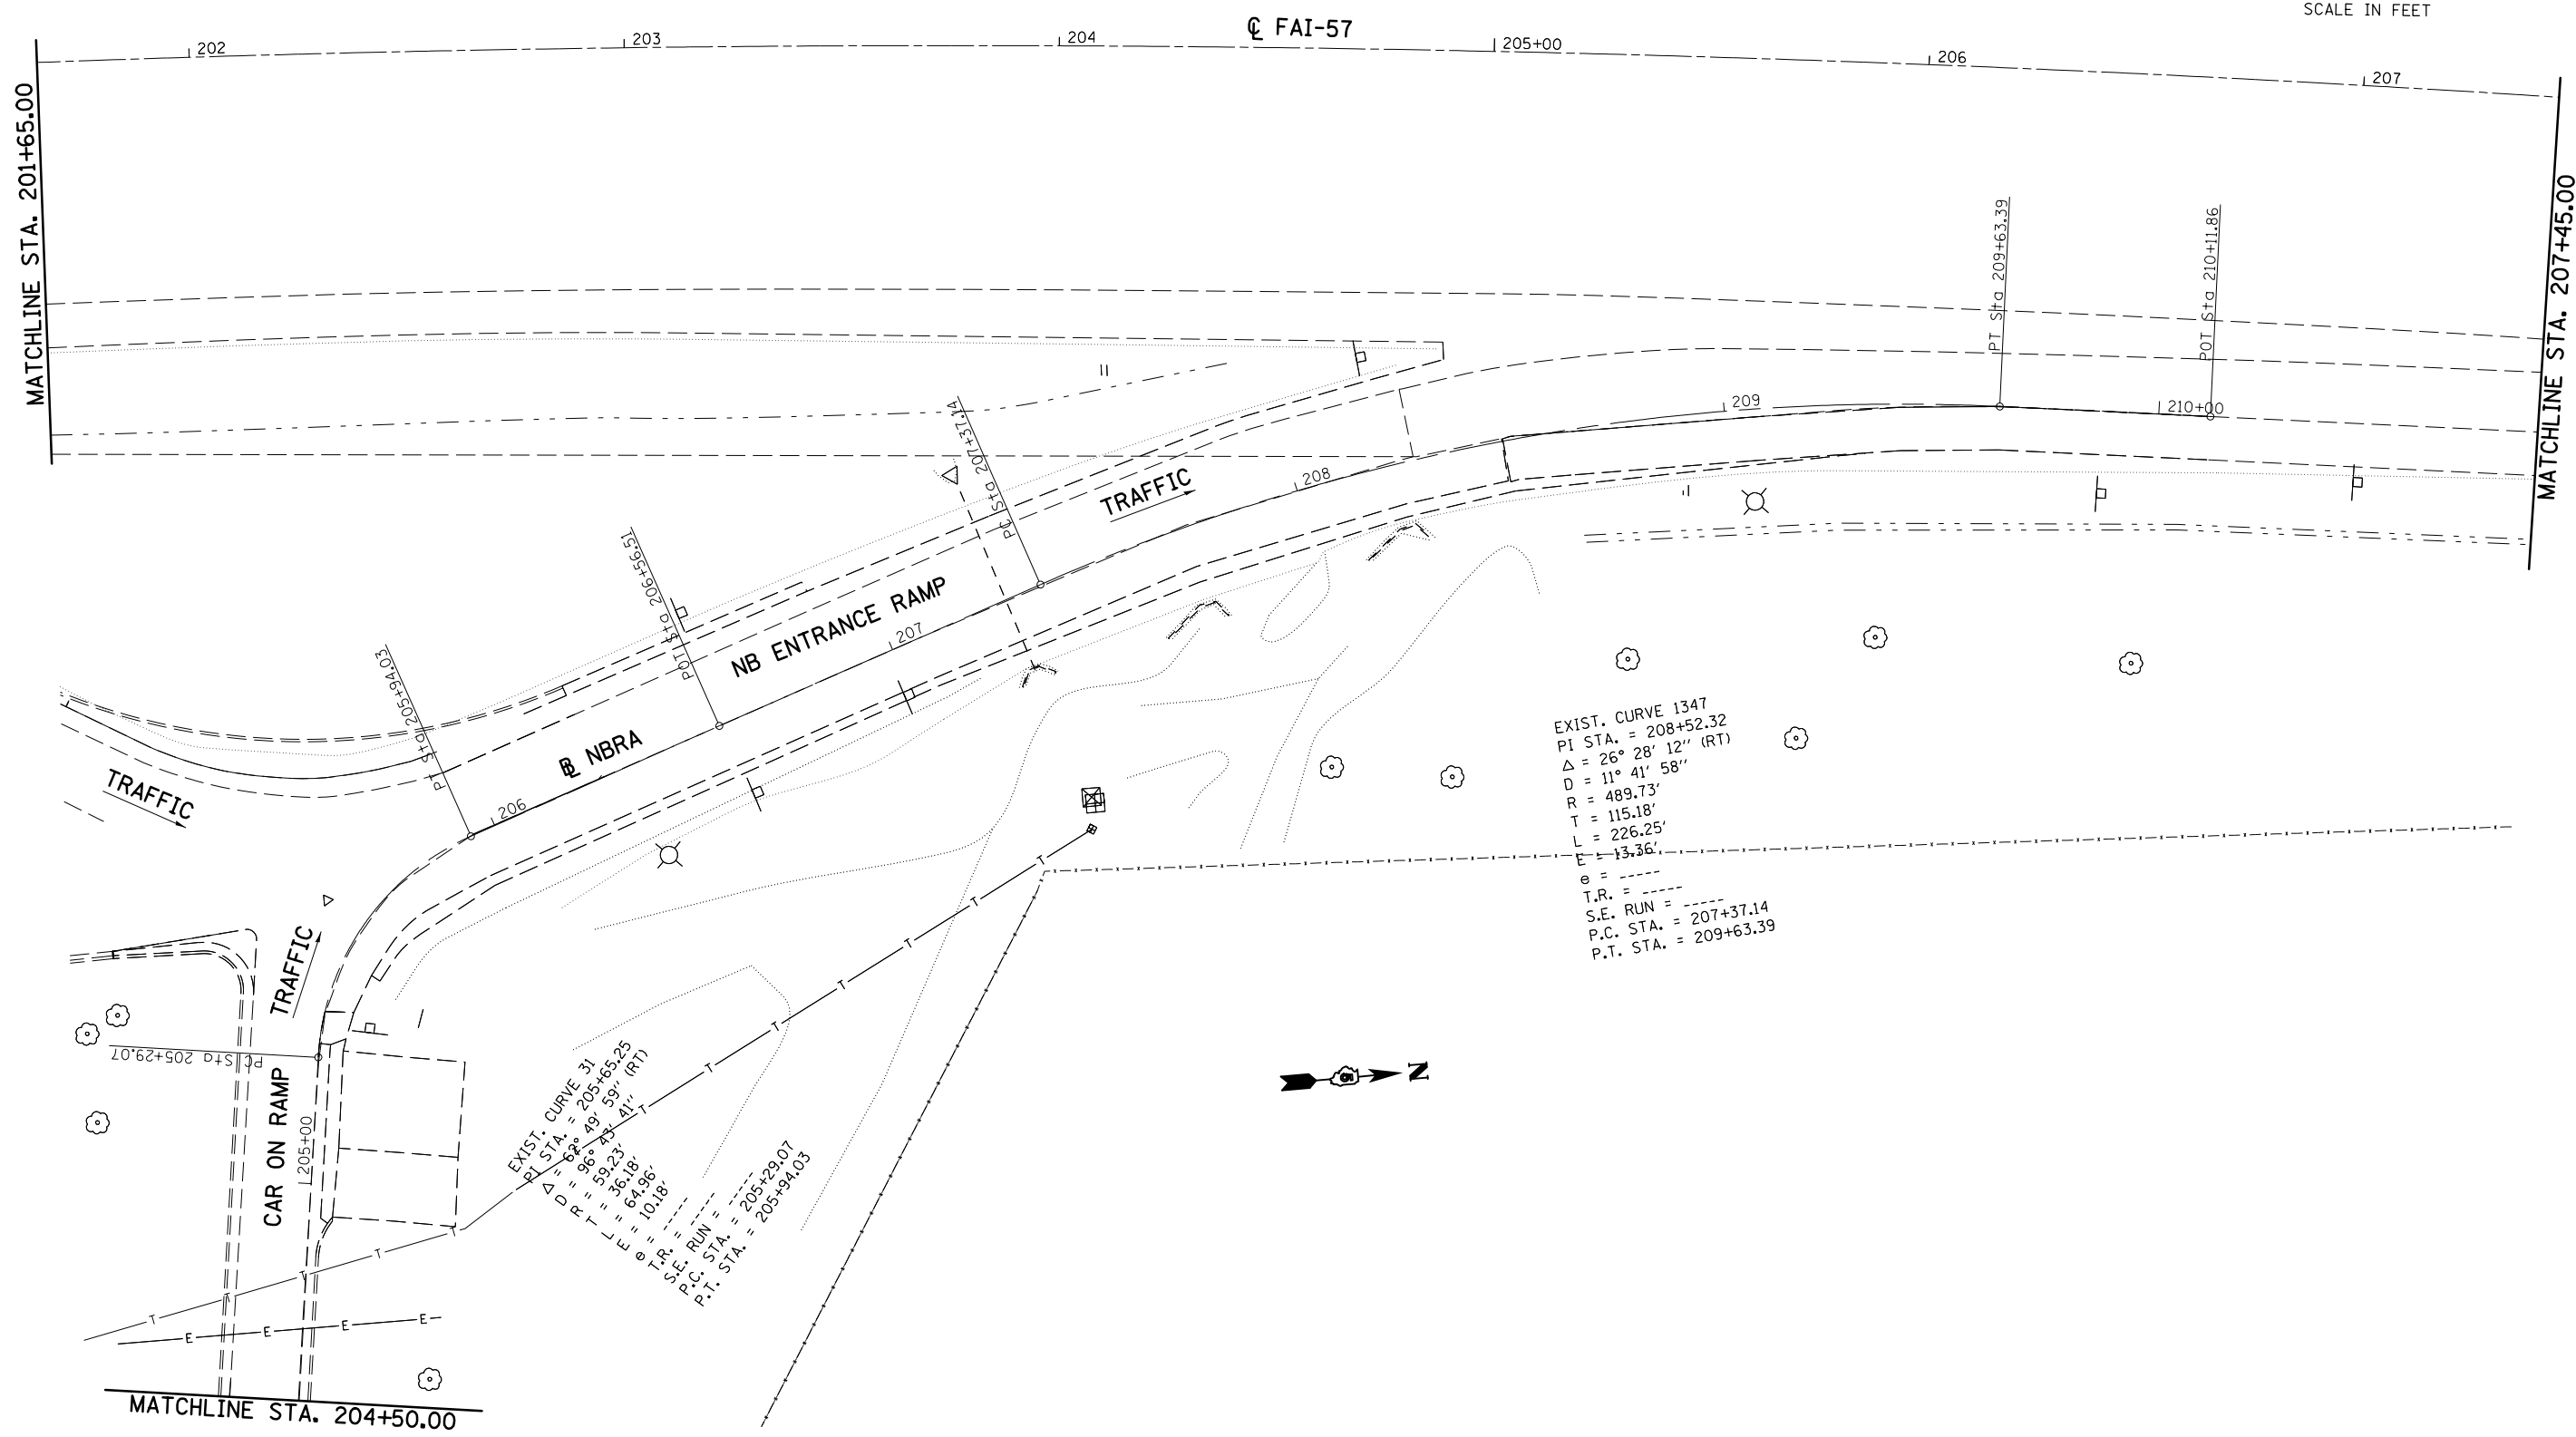 SCALE IN FEET
℄ FAI-57
202
203
204
205+00
206
207
MATCHLINE STA. 201+65.00
MATCHLINE STA. 207+45.00
PT Sta 209+63.39
POT Sta 210+11.86
209
210+00
208
TRAFFIC
PC Sta 207+37.14
POT Sta 206+56.51
NB ENTRANCE RAMP
207
PT Sta 205+94.03
BL NBRA
206
TRAFFIC
EXIST. CURVE 1347
PI STA. = 208+52.32
Δ = 26° 28' 12" (RT)
D = 11° 41' 58"
R = 489.73'
T = 115.18'
L = 226.25'
E = 13.36'
e = -----
T.R. = -----
S.E. RUN = -----
P.C. STA. = 207+37.14
P.T. STA. = 209+63.39
TRAFFIC
PC Sta 205+29.07
CAR ON RAMP
205+00
EXIST. CURVE 31
PI STA. = 205+65.25
Δ = 62° 49' 59" (RT)
D = 96° 43' 41"
R = 59.23'
T = 36.18'
L = 64.96'
E = 10.18'
e = -----
T.R. = -----
S.E. RUN = -----
P.C. STA. = 205+29.07
P.T. STA. = 205+94.03
N
T T T T T T T T T T T T
E E E E
MATCHLINE STA. 204+50.00